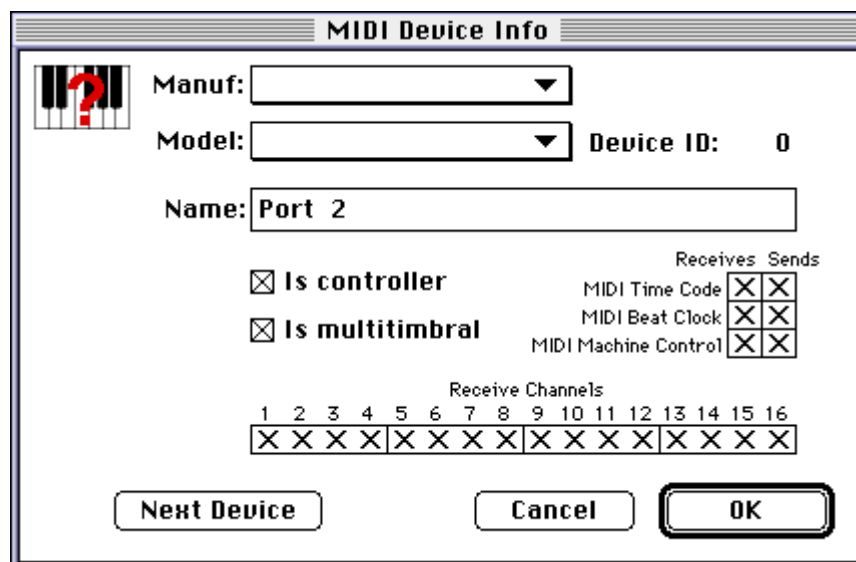 MIDI Device Info
?
Manuf:
Model:
Device ID: 0
Name: Port 2
Receives Sends
Is controller
MIDI Time Code
MIDI Beat Clock
Is multitimbral
MIDI Machine Control
Receive Channels
1 2 3 4 5 6 7 8 9 10 11 12 13 14 15 16
Next Device
Cancel
OK